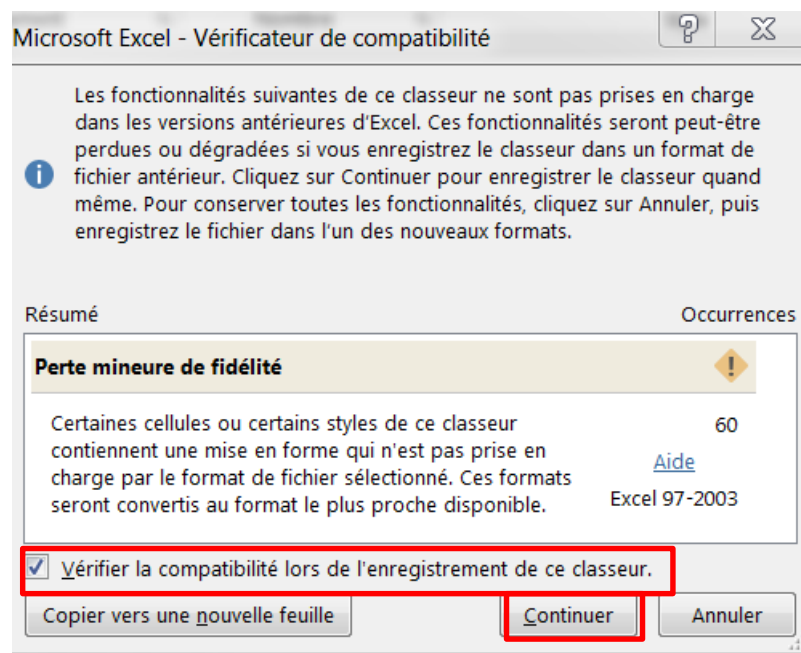 Microsoft Excel - Vérificateur de compatibilité
Les fonctionnalités suivantes de ce classeur ne sont pas prises en charge
dans les versions antérieures d'Excel. Ces fonctionnalités seront peut-être
perdues ou dégradées si vous enregistrez le classeur dans un format de
fichier antérieur. Cliquez sur Continuer pour enregistrer le classeur quand
même. Pour conserver toutes les fonctionnalités, cliquez sur Annuler, puis
enregistrez le fichier dans l'un des nouveaux formats.
Résumé Occurrences
Perte mineure de fidélité
Certaines cellules ou certains styles de ce classeur 60
contiennent une mise en forme qui n'est pas prise en
charge par le format de fichier sélectionné. Ces formats Aide
seront convertis au format le plus proche disponible. Excel 97-2003
Vérifier la compatibilité lors de l'enregistrement de ce classeur.
Copier vers une nouvelle feuille Continuer Annuler